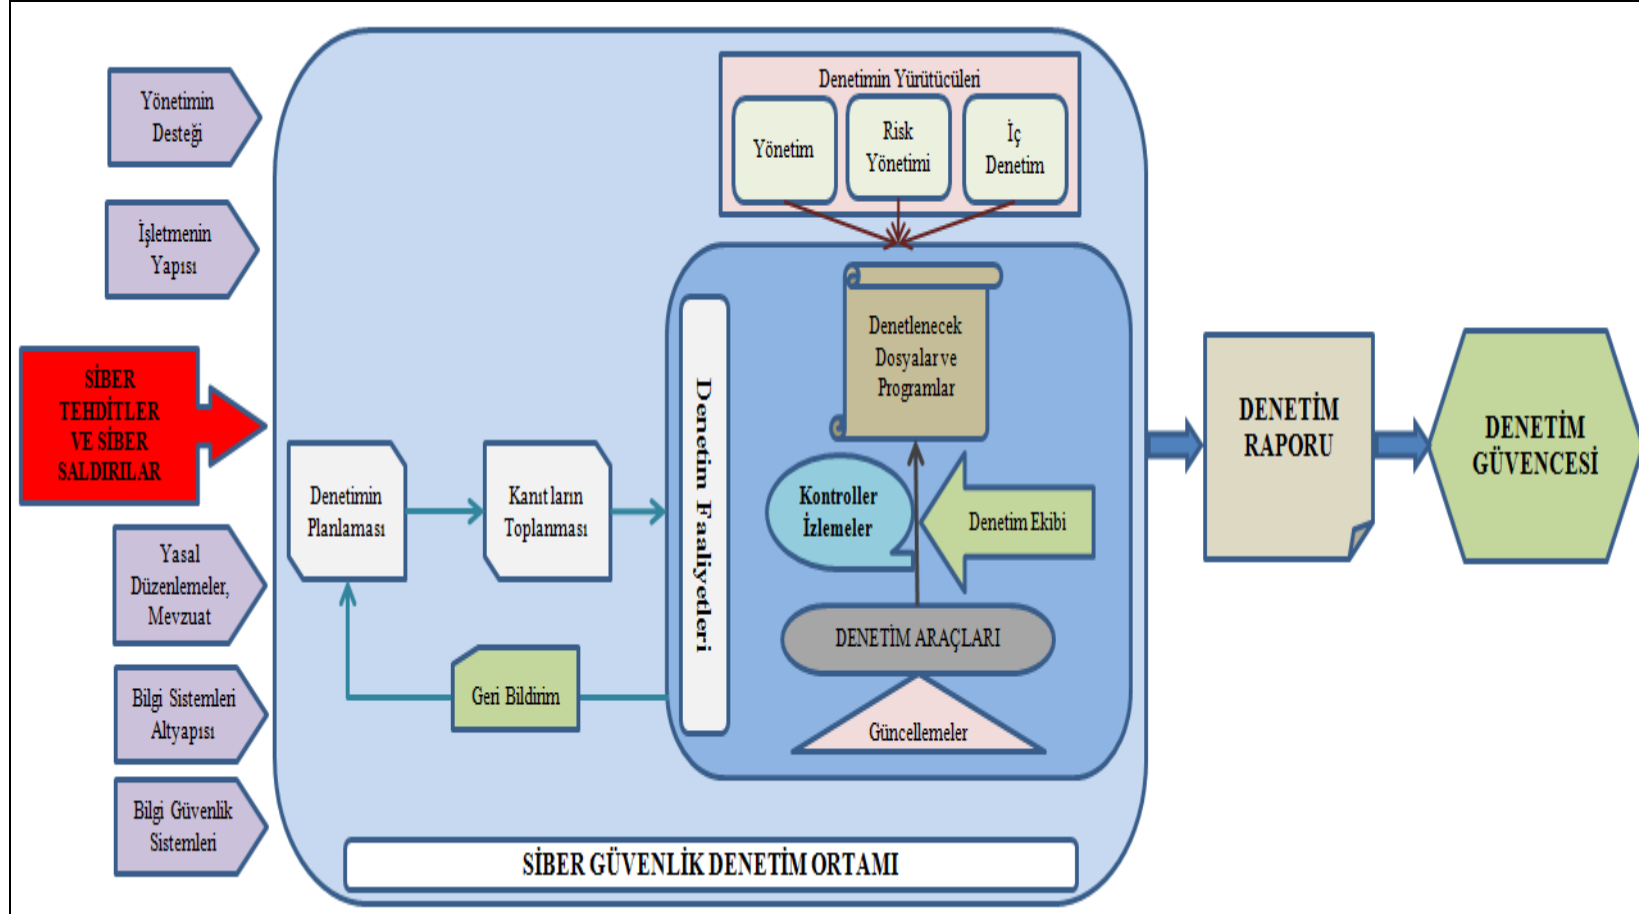 Yönetimin
Desteği
İşletmenin
Yapısı
SİBER
TEHDİTLER
VE SİBER
SALDIRILAR
Yasal
Düzenlemeler,
Mevzuat
Bilgi Sistemleri
Altyapısı
Bilgi Güvenlik
Sistemleri
Denetimin Yürütücüleri
Yönetim
Risk
Yönetimi
İç
Denetim
Denetimin
Planlaması
Kanıtların
Toplanması
Geri Bildirim
Denetim Faaliyetleri
Denetlenecek
Dosyalar ve
Programlar
Kontroller
İzlemeler
Denetim Ekibi
DENETİM ARAÇLARI
Güncellemeler
SİBER GÜVENLİK DENETİM ORTAMI
DENETİM
RAPORU
DENETİM
GÜVENCESİ